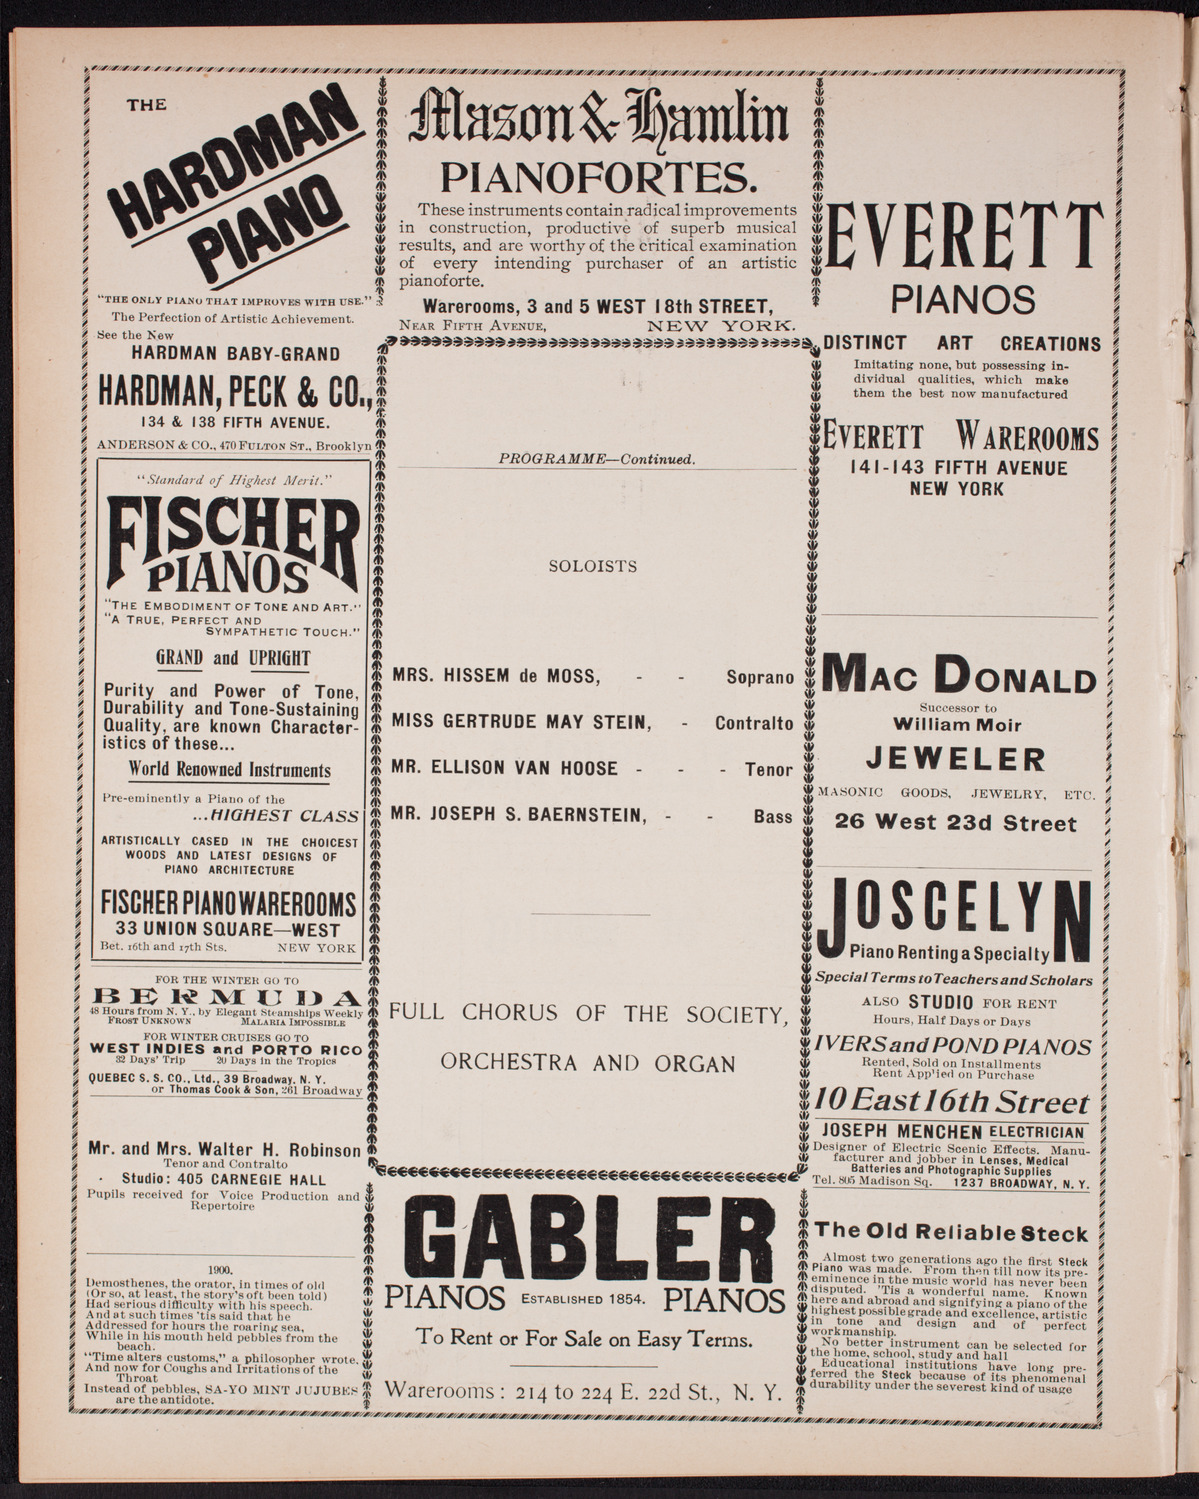 THE
HARDMAN
PIANO
"THE ONLY PIANO THAT IMPROVES WITH USE."
The Perfection of Artistic Achievement.
See the New
HARDMAN BABY-GRAND
HARDMAN, PECK & CO.,
134 & 138 FIFTH AVENUE.
ANDERSON & CO., 470 FULTON ST., Brooklyn
"Standard of Highest Merit."
FISCHER
PIANOS
"THE EMBODIMENT OF TONE AND ART."
"A TRUE, PERFECT AND
SYMPATHETIC TOUCH."
GRAND and UPRIGHT
Purity and Power of Tone,
Durability and Tone-Sustaining
Quality, are known Character-
istics of these...
World Renowned Instruments
Pre-eminently a Piano of the
...HIGHEST CLASS
ARTISTICALLY CASED IN THE CHOICEST
WOODS AND LATEST DESIGNS OF
PIANO ARCHITECTURE
FISCHER PIANO WAREROOMS
33 UNION SQUARE—WEST
Bet. 16th and 17th Sts. NEW YORK
FOR THE WINTER GO TO
BERMUDA
48 Hours from N. Y., by Elegant Steamships Weekly
FROST UNKNOWN MALARIA IMPOSSIBLE
FOR WINTER CRUISES GO TO
WEST INDIES and PORTO RICO
32 Days' Trip 20 Days in the Tropics
QUEBEC S. S. CO., Ltd., 39 Broadway, N. Y.
or Thomas Cook & Son, 261 Broadway
Mr. and Mrs. Walter H. Robinson
Tenor and Contralto
Studio: 405 CARNEGIE HALL
Pupils received for Voice Production and
Repertoire
1900.
Demosthenes, the orator, in times of old
(Or so, at least, the story's oft been told)
Had serious difficulty with his speech.
And at such times 'tis said that he
Addressed for hours the roaring sea,
While in his mouth held pebbles from the
beach.
"Time alters customs," a philosopher wrote,
And now for Coughs and Irritations of the
Throat
Instead of pebbles, SA-YO MINT JUJUBES
are the antidote.
Mason & Hamlin
PIANOFORTES.
These instruments contain radical improvements
in construction, productive of superb musical
results, and are worthy of the critical examination
of every intending purchaser of an artistic
pianoforte.
Warerooms, 3 and 5 WEST 18th STREET,
NEAR FIFTH AVENUE, NEW YORK.
PROGRAMME—Continued.
SOLOISTS
MRS. HISSEM de MOSS, - - Soprano
MISS GERTRUDE MAY STEIN, - Contralto
MR. ELLISON VAN HOOSE - - - Tenor
MR. JOSEPH S. BAERNSTEIN, - - Bass
FULL CHORUS OF THE SOCIETY,
ORCHESTRA AND ORGAN
GABLER
PIANOS ESTABLISHED 1854. PIANOS
To Rent or For Sale on Easy Terms.
Warerooms: 214 to 224 E. 22d St., N. Y.
EVERETT
PIANOS
DISTINCT ART CREATIONS
Imitating none, but possessing in-
dividual qualities, which make
them the best now manufactured
EVERETT WAREROOMS
141-143 FIFTH AVENUE
NEW YORK
MAC DONALD
Successor to
William Moir
JEWELER
MASONIC GOODS, JEWELRY, ETC.
26 West 23d Street
JOSCELYN
Piano Renting a Specialty
Special Terms to Teachers and Scholars
ALSO STUDIO FOR RENT
Hours, Half Days or Days
IVERS and POND PIANOS
Rented, Sold on Installments
Rent App'ied on Purchase
10 East 16th Street
JOSEPH MENCHEN ELECTRICIAN
Designer of Electric Scenic Effects. Manu-
facturer and jobber in Lenses, Medical
Batteries and Photographic Supplies
Tel. 805 Madison Sq. 1237 BROADWAY, N. Y.
The Old Reliable Steck
Almost two generations ago the first Steck
Piano was made. From then till now its pre-
eminence in the music world has never been
disputed. 'Tis a wonderful name. Known
here and abroad and signifying a piano of the
highest possible grade and excellence, artistic
in tone and design and of perfect
workmanship.
No better instrument can be selected for
the home, school, study and hall
Educational institutions have long pre-
ferred the Steck because of its phenomenal
durability under the severest kind of usage